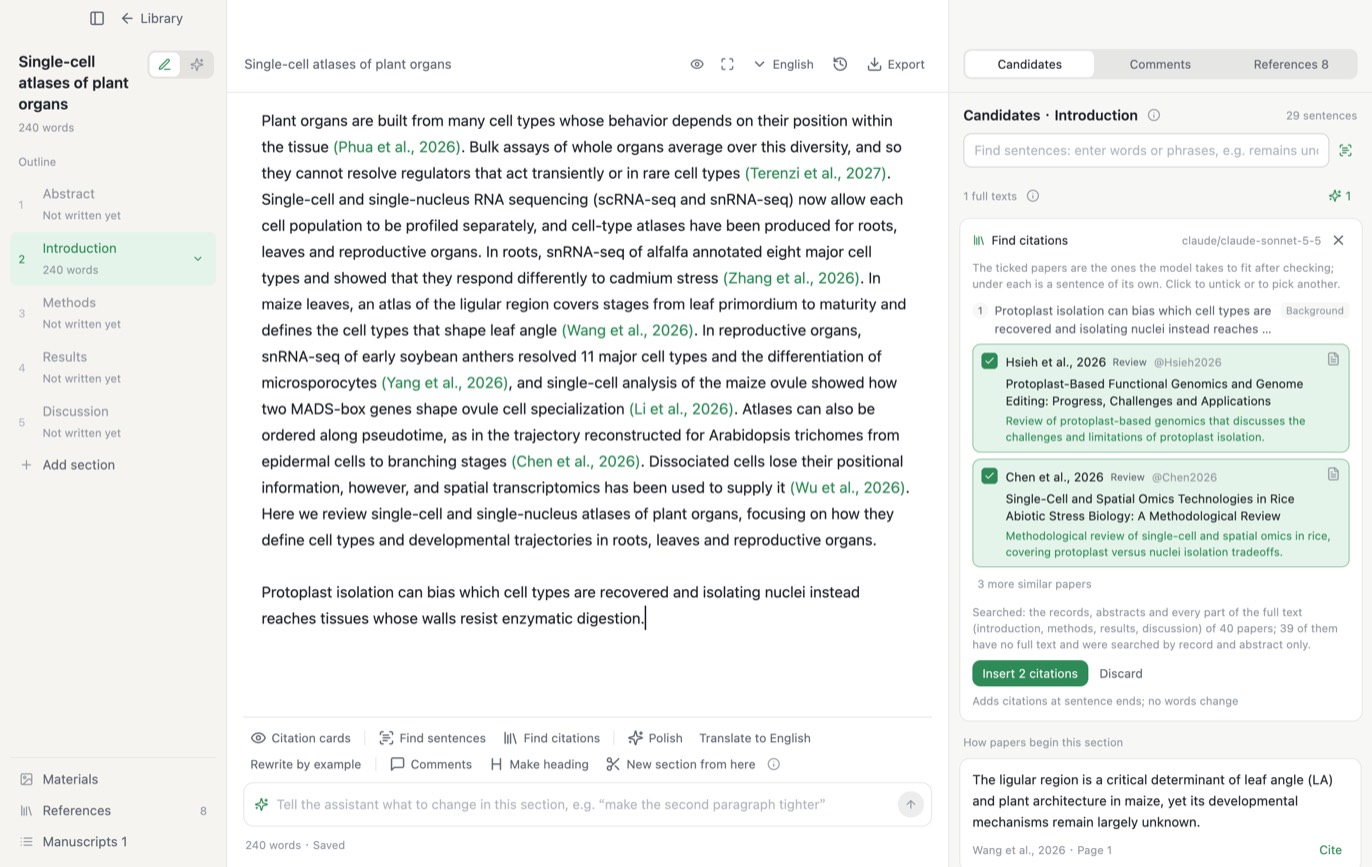 Library
Single-cell
atlases of plant
organs
240 words
Outline
1 Abstract
Not written yet
2 Introduction
240 words
3 Methods
Not written yet
4 Results
Not written yet
5 Discussion
Not written yet
Add section
Materials
References 8
Manuscripts 1
Single-cell atlases of plant organs
English
Export
Plant organs are built from many cell types whose behavior depends on their position within
the tissue (Phua et al., 2026). Bulk assays of whole organs average over this diversity, and so
they cannot resolve regulators that act transiently or in rare cell types (Terenzi et al., 2027).
Single-cell and single-nucleus RNA sequencing (scRNA-seq and snRNA-seq) now allow each
cell population to be profiled separately, and cell-type atlases have been produced for roots,
leaves and reproductive organs. In roots, snRNA-seq of alfalfa annotated eight major cell
types and showed that they respond differently to cadmium stress (Zhang et al., 2026). In
maize leaves, an atlas of the ligular region covers stages from leaf primordium to maturity and
defines the cell types that shape leaf angle (Wang et al., 2026). In reproductive organs,
snRNA-seq of early soybean anthers resolved 11 major cell types and the differentiation of
microsporocytes (Yang et al., 2026), and single-cell analysis of the maize ovule showed how
two MADS-box genes shape ovule cell specialization (Li et al., 2026). Atlases can also be
ordered along pseudotime, as in the trajectory reconstructed for Arabidopsis trichomes from
epidermal cells to branching stages (Chen et al., 2026). Dissociated cells lose their positional
information, however, and spatial transcriptomics has been used to supply it (Wu et al., 2026).
Here we review single-cell and single-nucleus atlases of plant organs, focusing on how they
define cell types and developmental trajectories in roots, leaves and reproductive organs.
Protoplast isolation can bias which cell types are recovered and isolating nuclei instead
reaches tissues whose walls resist enzymatic digestion.
Citation cards
Find sentences
Find citations
Polish
Translate to English
Rewrite by example
Comments
Make heading
New section from here
Tell the assistant what to change in this section, e.g. “make the second paragraph tighter”
240 words · Saved
Candidates
Comments
References 8
Candidates · Introduction
29 sentences
Find sentences: enter words or phrases, e.g. remains un
1 full texts
1
Find citations
claude/claude-sonnet-5-5
The ticked papers are the ones the model takes to fit after checking;
under each is a sentence of its own. Click to untick or to pick another.
1 Protoplast isolation can bias which cell types are
recovered and isolating nuclei instead reaches ...
Background
Hsieh et al., 2026 Review @Hsieh2026
Protoplast-Based Functional Genomics and Genome
Editing: Progress, Challenges and Applications
Review of protoplast-based genomics that discusses the
challenges and limitations of protoplast isolation.
Chen et al., 2026 Review @Chen2026
Single-Cell and Spatial Omics Technologies in Rice
Abiotic Stress Biology: A Methodological Review
Methodological review of single-cell and spatial omics in rice,
covering protoplast versus nuclei isolation tradeoffs.
3 more similar papers
Searched: the records, abstracts and every part of the full text
(introduction, methods, results, discussion) of 40 papers; 39 of them
have no full text and were searched by record and abstract only.
Insert 2 citations
Discard
Adds citations at sentence ends; no words change
How papers begin this section
The ligular region is a critical determinant of leaf angle (LA)
and plant architecture in maize, yet its developmental
mechanisms remain largely unknown.
Wang et al., 2026 · Page 1
Cite